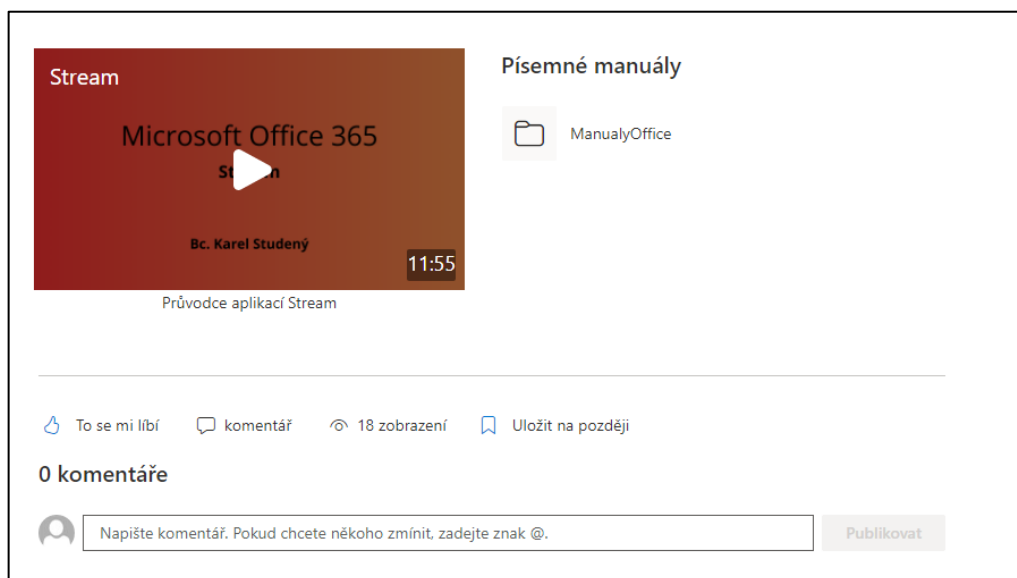 Stream
Microsoft Office 365
Bc. Karel Studený
11:55
Průvodce aplikací Stream
Písemné manuály
ManualyOffice
To se mi líbí komentář 18 zobrazení Uložit na později
0 komentáře
Napište komentář. Pokud chcete někoho zmínit, zadejte znak @.
Publikovat